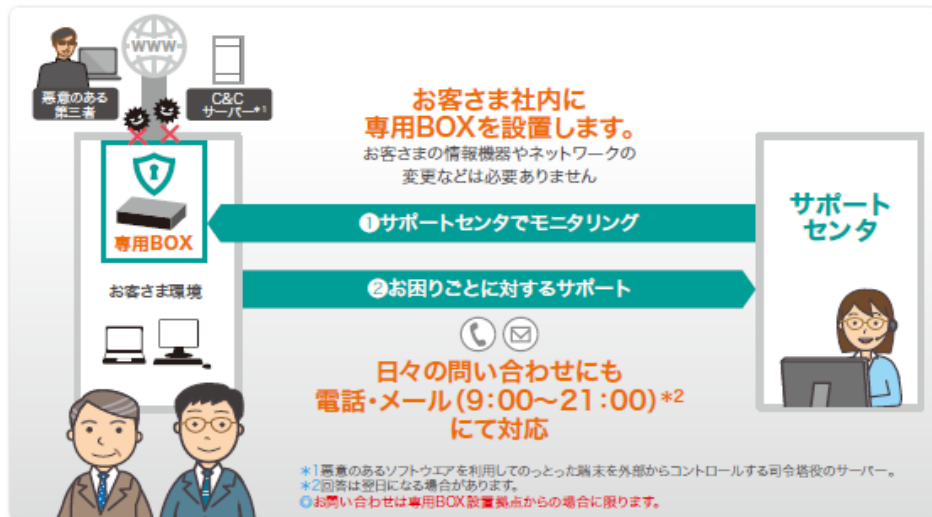 WWW
悪意のある
第三者
C&C
サーバー*1
お客さま社内に
専用BOXを設置します。
お客さまの情報機器やネットワークの
変更などは必要ありません
専用BOX
❶サポートセンタでモニタリング
サポート
センタ
お客さま環境
❷お困りごとに対するサポート
日々の問い合わせにも
電話・メール(9:00〜21:00)*2
にて対応
*1悪意のあるソフトウエアを利用してのっとった端末を外部からコントロールする司令塔役のサーバー。
*2回答は翌日になる場合があります。
◎お問い合わせは専用BOX設置拠点からの場合に限ります。